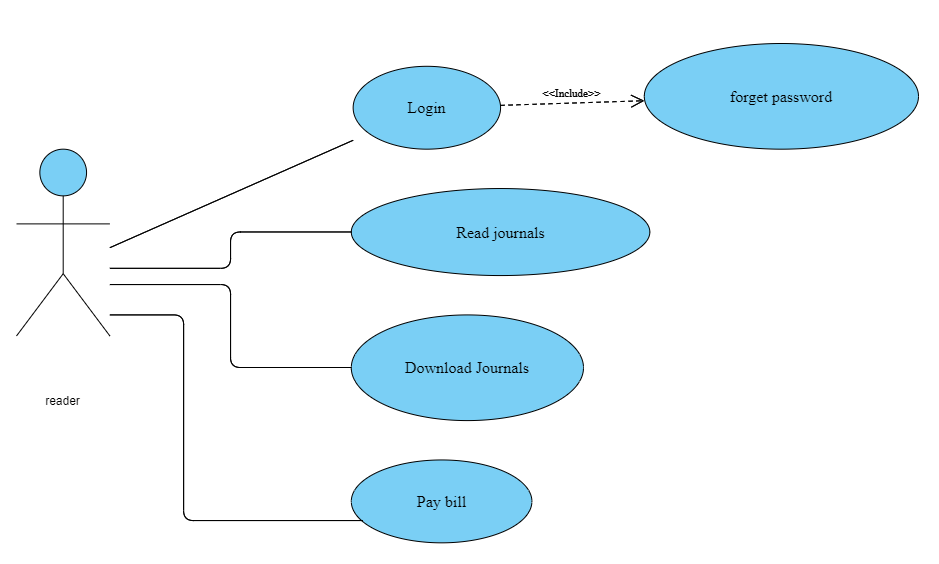 Login
<<Include>>
forget password
Read journals
Download Journals
reader
Pay bill